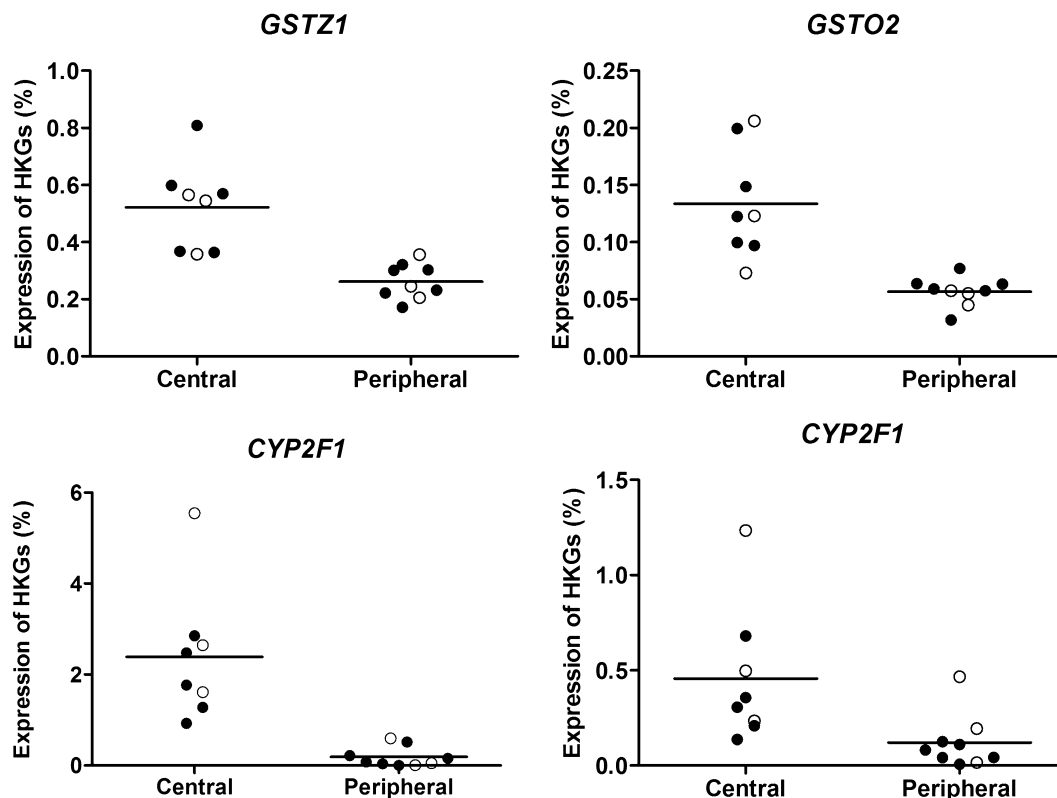 GSTZ1
Expression of HKGs (%)
1.0
0.8
0.6
0.4
0.2
0.0
Central Peripheral
GSTO2
Expression of HKGs (%)
0.25
0.20
0.15
0.10
0.05
0.00
Central Peripheral
CYP2F1
Expression of HKGs (%)
6
4
2
0
Central Peripheral
CYP2F1
Expression of HKGs (%)
1.5
1.0
0.5
0.0
Central Peripheral